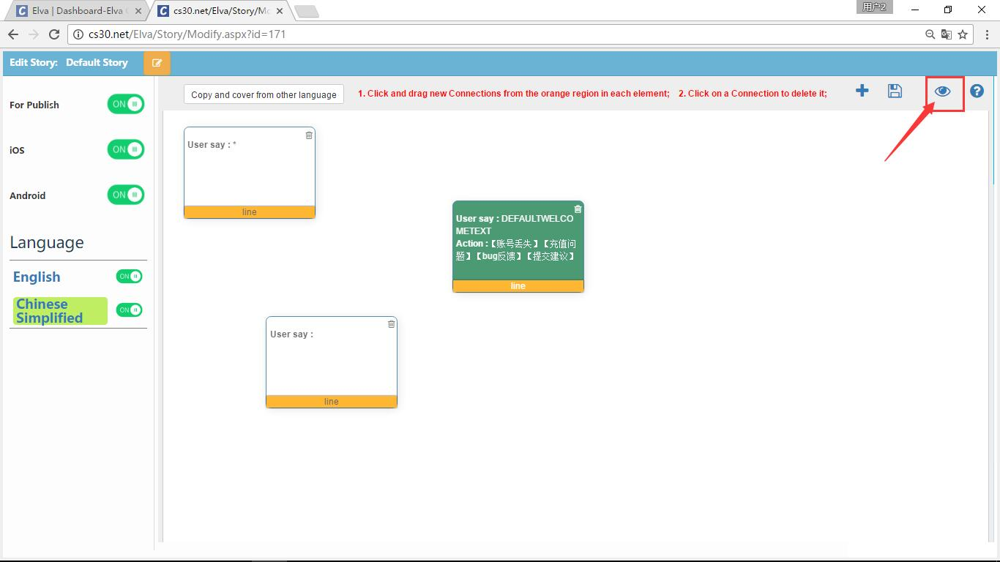 用户2
Elva | Dashboard-Elva
cs30.net/Elva/Story/Mo
cs30.net/Elva/Story/Modify.aspx?id=171
Edit Story: Default Story
Copy and cover from other language
1. Click and drag new Connections from the orange region in each element; 2. Click on a Connection to delete it;
For Publish
ON
iOS
ON
Android
ON
Language
English
ON
Chinese
Simplified
ON
User say : *
line
User say : DEFAULTWELCO
METEXT
Action :【账号丢失】【充值问
题】【bug反馈】【提交建议】
line
User say :
line